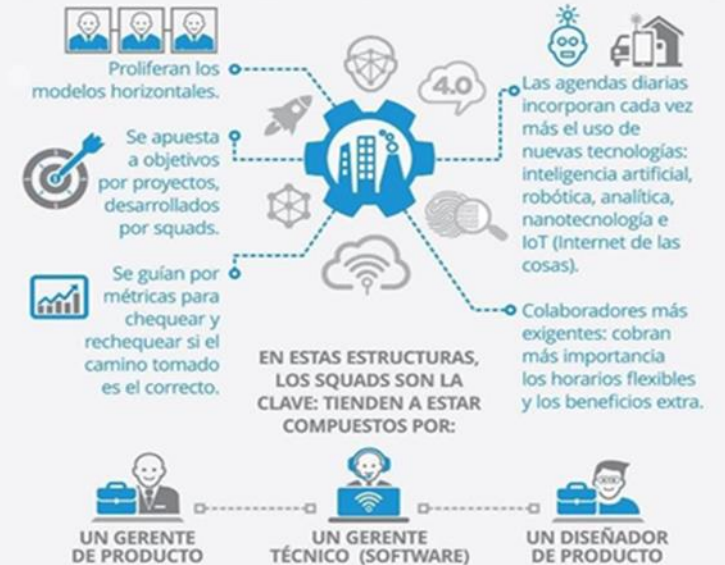 Proliferan los
modelos horizontales.
Se apuesta
a objetivos
por proyectos,
desarrollados
por squads.
Se guían por
métricas para
chequear y
rechequear si el
camino tomado
es el correcto.
4.0
Las agendas diarias
incorporan cada vez
más el uso de
nuevas tecnologías:
inteligencia artificial,
robótica, analítica,
nanotecnología e
IoT (Internet de las
cosas).
Colaboradores más
exigentes: cobran
más importancia
los horarios flexibles
y los beneficios extra.
EN ESTAS ESTRUCTURAS,
LOS SQUADS SON LA
CLAVE: TIENDEN A ESTAR
COMPUESTOS POR:
UN GERENTE
DE PRODUCTO
UN GERENTE
TÉCNICO (SOFTWARE)
UN DISEÑADOR
DE PRODUCTO